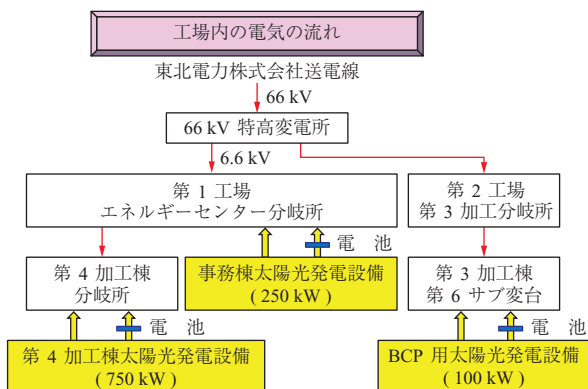 工場内の電気の流れ
東北電力株式会社送電線
66 kV
66 kV 特高変電所
6.6 kV
第 1 工場
エネルギーセンター分岐所
第 2 工場
第 3 加工分岐所
電　池
第 4 加工棟
分岐所
事務棟太陽光発電設備
( 250 kW )
第 3 加工棟
第 6 サブ変台
電　池
電　池
第 4 加工棟太陽光発電設備
( 750 kW )
BCP 用太陽光発電設備
( 100 kW )